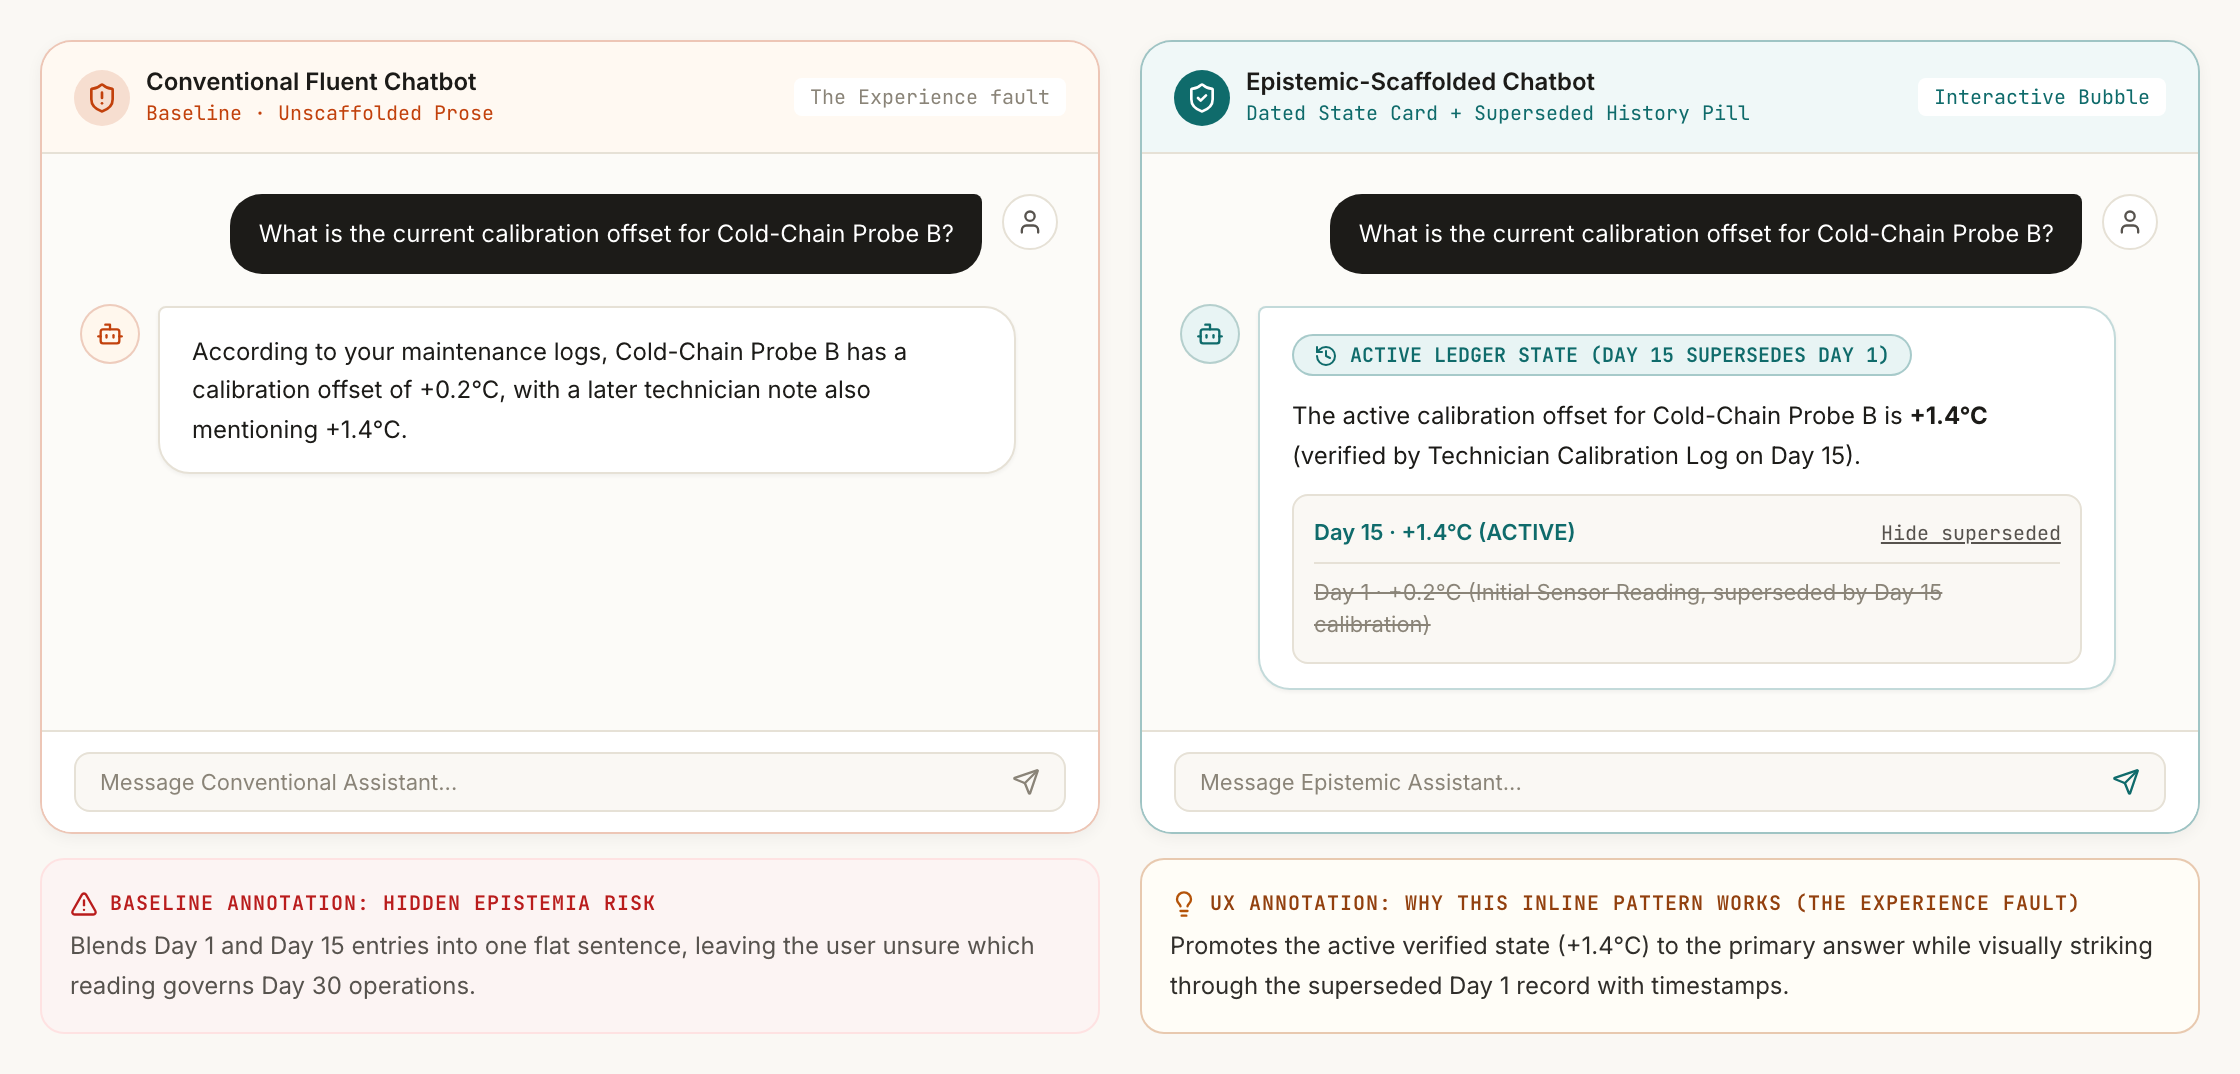 Conventional Fluent Chatbot
Baseline · Unscaffolded Prose
The Experience fault
What is the current calibration offset for Cold-Chain Probe B?
According to your maintenance logs, Cold-Chain Probe B has a
calibration offset of +0.2°C, with a later technician note also
mentioning +1.4°C.
Message Conventional Assistant...
BASELINE ANNOTATION: HIDDEN EPISTEMIA RISK
Blends Day 1 and Day 15 entries into one flat sentence, leaving the user unsure which
reading governs Day 30 operations.
Epistemic-Scaffolded Chatbot
Dated State Card + Superseded History Pill
Interactive Bubble
What is the current calibration offset for Cold-Chain Probe B?
ACTIVE LEDGER STATE (DAY 15 SUPERSEDES DAY 1)
The active calibration offset for Cold-Chain Probe B is +1.4°C
(verified by Technician Calibration Log on Day 15).
Day 15 · +1.4°C (ACTIVE)
Hide superseded
Day 1 · +0.2°C (Initial Sensor Reading, superseded by Day 15
calibration)
Message Epistemic Assistant...
UX ANNOTATION: WHY THIS INLINE PATTERN WORKS (THE EXPERIENCE FAULT)
Promotes the active verified state (+1.4°C) to the primary answer while visually striking
through the superseded Day 1 record with timestamps.